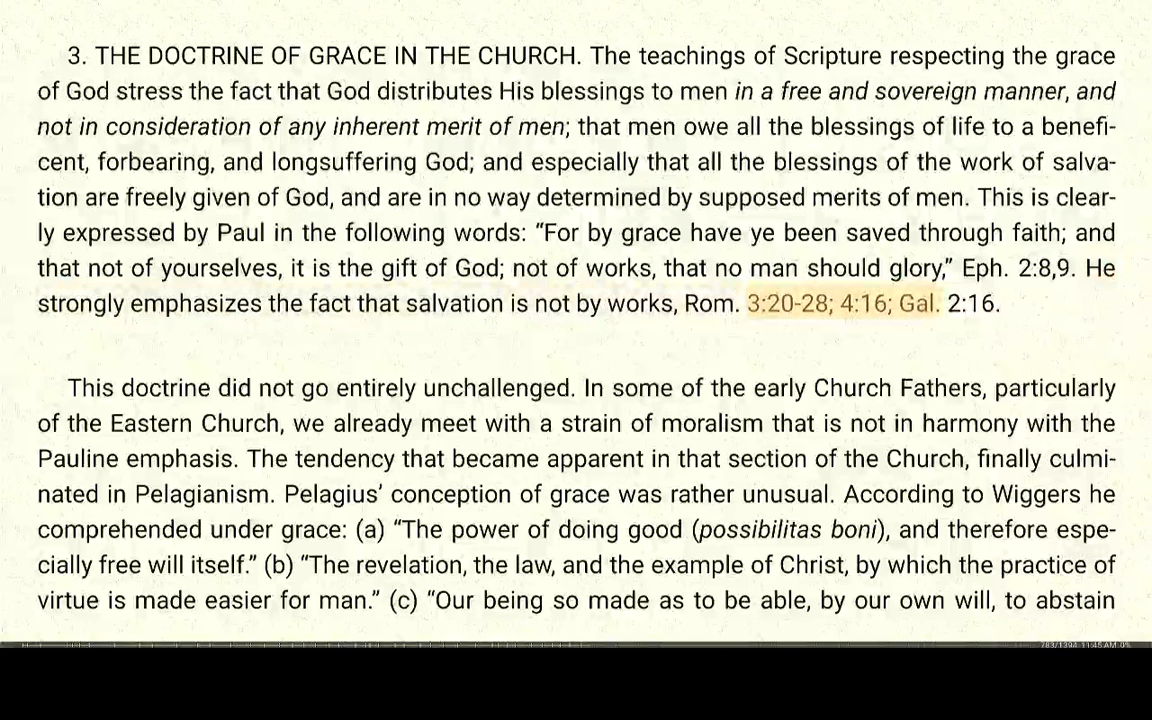 3. THE DOCTRINE OF GRACE IN THE CHURCH. The teachings of Scripture respecting the grace
of God stress the fact that God distributes His blessings to men in a free and sovereign manner, and
not in consideration of any inherent merit of men; that men owe all the blessings of life to a benefi-
cent, forbearing, and longsuffering God; and especially that all the blessings of the work of salva-
tion are freely given of God, and are in no way determined by supposed merits of men. This is clear-
ly expressed by Paul in the following words: “For by grace have ye been saved through faith; and
that not of yourselves, it is the gift of God; not of works, that no man should glory,” Eph. 2:8,9. He
strongly emphasizes the fact that salvation is not by works, Rom. 3:20-28; 4:16; Gal. 2:16.
This doctrine did not go entirely unchallenged. In some of the early Church Fathers, particularly
of the Eastern Church, we already meet with a strain of moralism that is not in harmony with the
Pauline emphasis. The tendency that became apparent in that section of the Church, finally culmi-
nated in Pelagianism. Pelagius’ conception of grace was rather unusual. According to Wiggers he
comprehended under grace: (a) “The power of doing good (possibilitas boni), and therefore espe-
cially free will itself.” (b) “The revelation, the law, and the example of Christ, by which the practice of
virtue is made easier for man.” (c) “Our being so made as to be able, by our own will, to abstain
783/1394 11:45 AM 0%